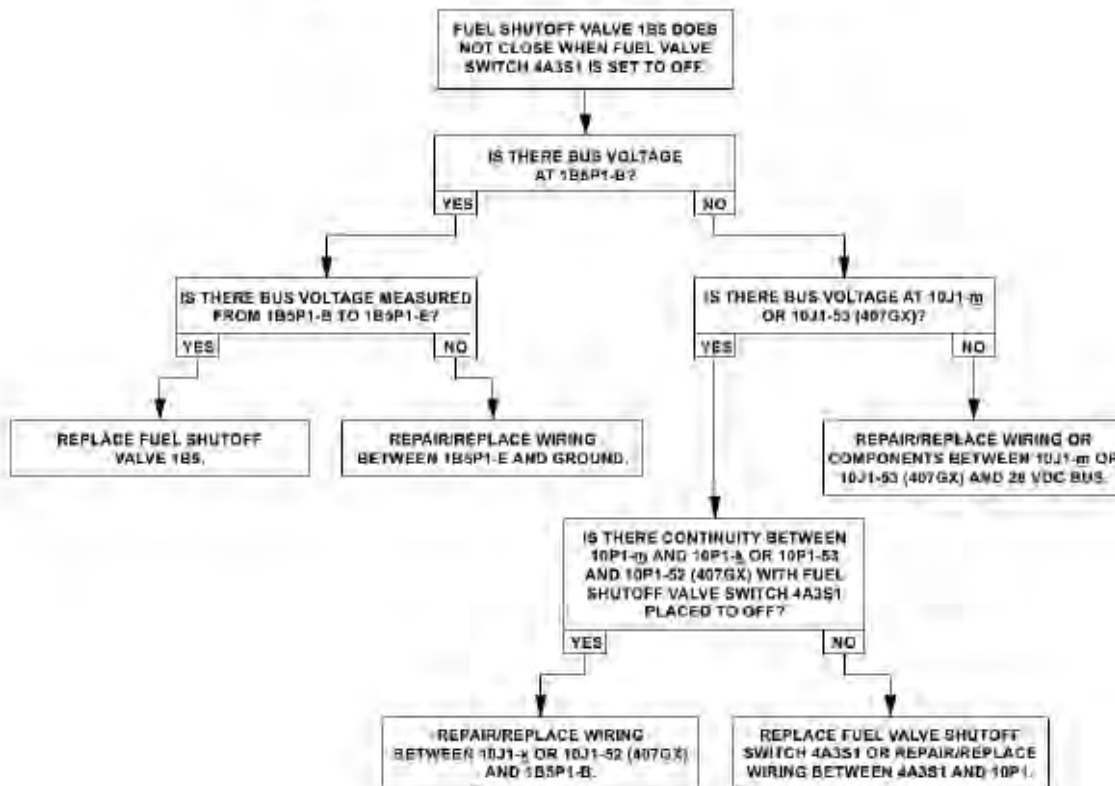 FUEL SHUTOFF VALVE 1B5 DOES
NOT CLOSE WHEN FUEL VALVE
SWITCH 4A3S1 IS SET TO OFF.
IS THERE BUS VOLTAGE
AT 1B5P1-B?
YES
NO
IS THERE BUS VOLTAGE MEASURED
FROM 1B5P1-B TO 1B5P1-E?
YES
NO
IS THERE BUS VOLTAGE AT 10J1-m
OR 10J1-53 (407GX)?
YES
NO
REPLACE FUEL SHUTOFF
VALVE 1B5.
REPAIR/REPLACE WIRING
BETWEEN 1B5P1-E AND GROUND.
REPAIR/REPLACE WIRING OR
COMPONENTS BETWEEN 10J1-m OR
10J1-53 (407GX) AND 28 VDC BUS.
IS THERE CONTINUITY BETWEEN
10P1-m AND OR 10P1-53
AND 10P1-52 (407GX) WITH FUEL
SHUTOFF VALVE SWITCH 4A3S1
PLACED TO OFF?
YES
NO
REPAIR/REPLACE WIRING
BETWEEN OR 10J1-52 (407GX)
AND 1B5P1-B.
REPLACE FUEL VALVE SHUTOFF
SWITCH 4A3S1 OR REPAIR/REPLACE
WIRING BETWEEN 4A3S1 AND 10P1.